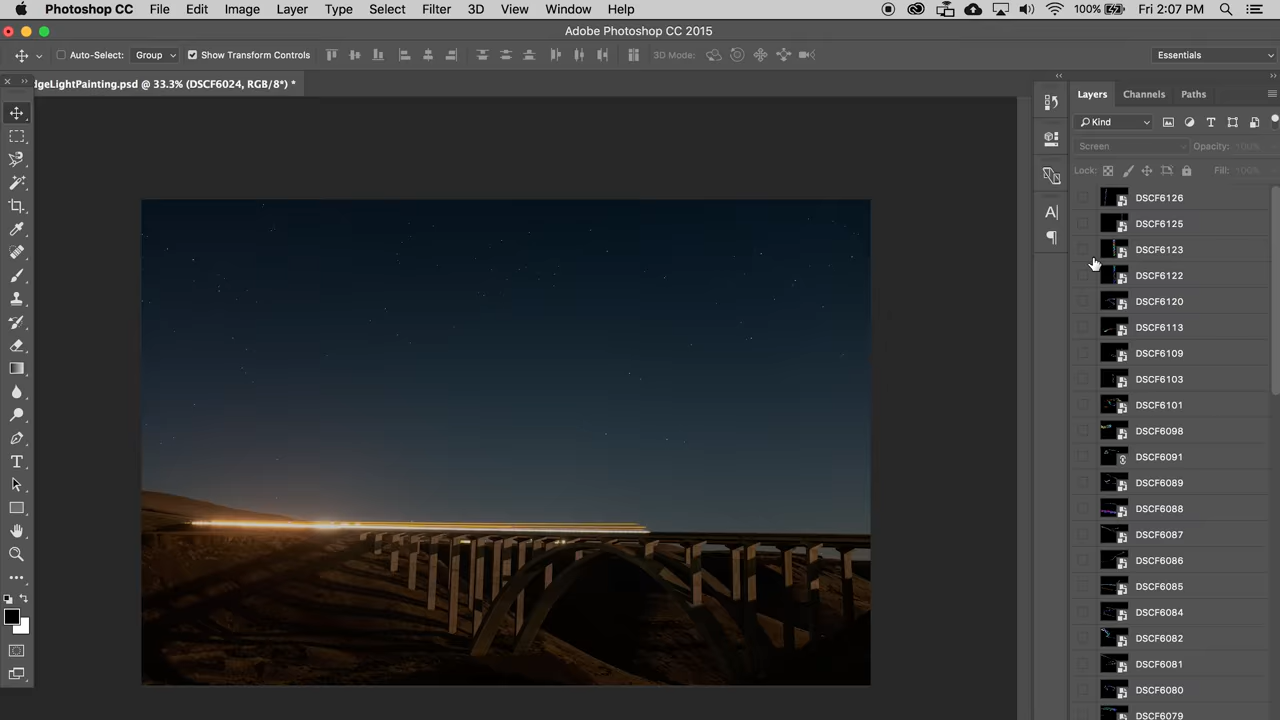 Photoshop CC File Edit Image Layer Type Select Filter 3D View Window Help 100% Fri 2:07 PM
Adobe Photoshop CC 2015
Auto-Select: Group Show Transform Controls 3D Mode: Essentials
dgeLightPainting.psd @ 33.3% (DSCF6024, RGB/8*) *
Layers Channels Paths
Kind
Screen Opacity: 100%
Lock: Fill: 100%
DSCF6126
DSCF6125
DSCF6123
DSCF6122
DSCF6120
DSCF6113
DSCF6109
DSCF6103
DSCF6101
DSCF6098
DSCF6091
DSCF6089
DSCF6088
DSCF6087
DSCF6086
DSCF6085
DSCF6084
DSCF6082
DSCF6081
DSCF6080
DSCF6079